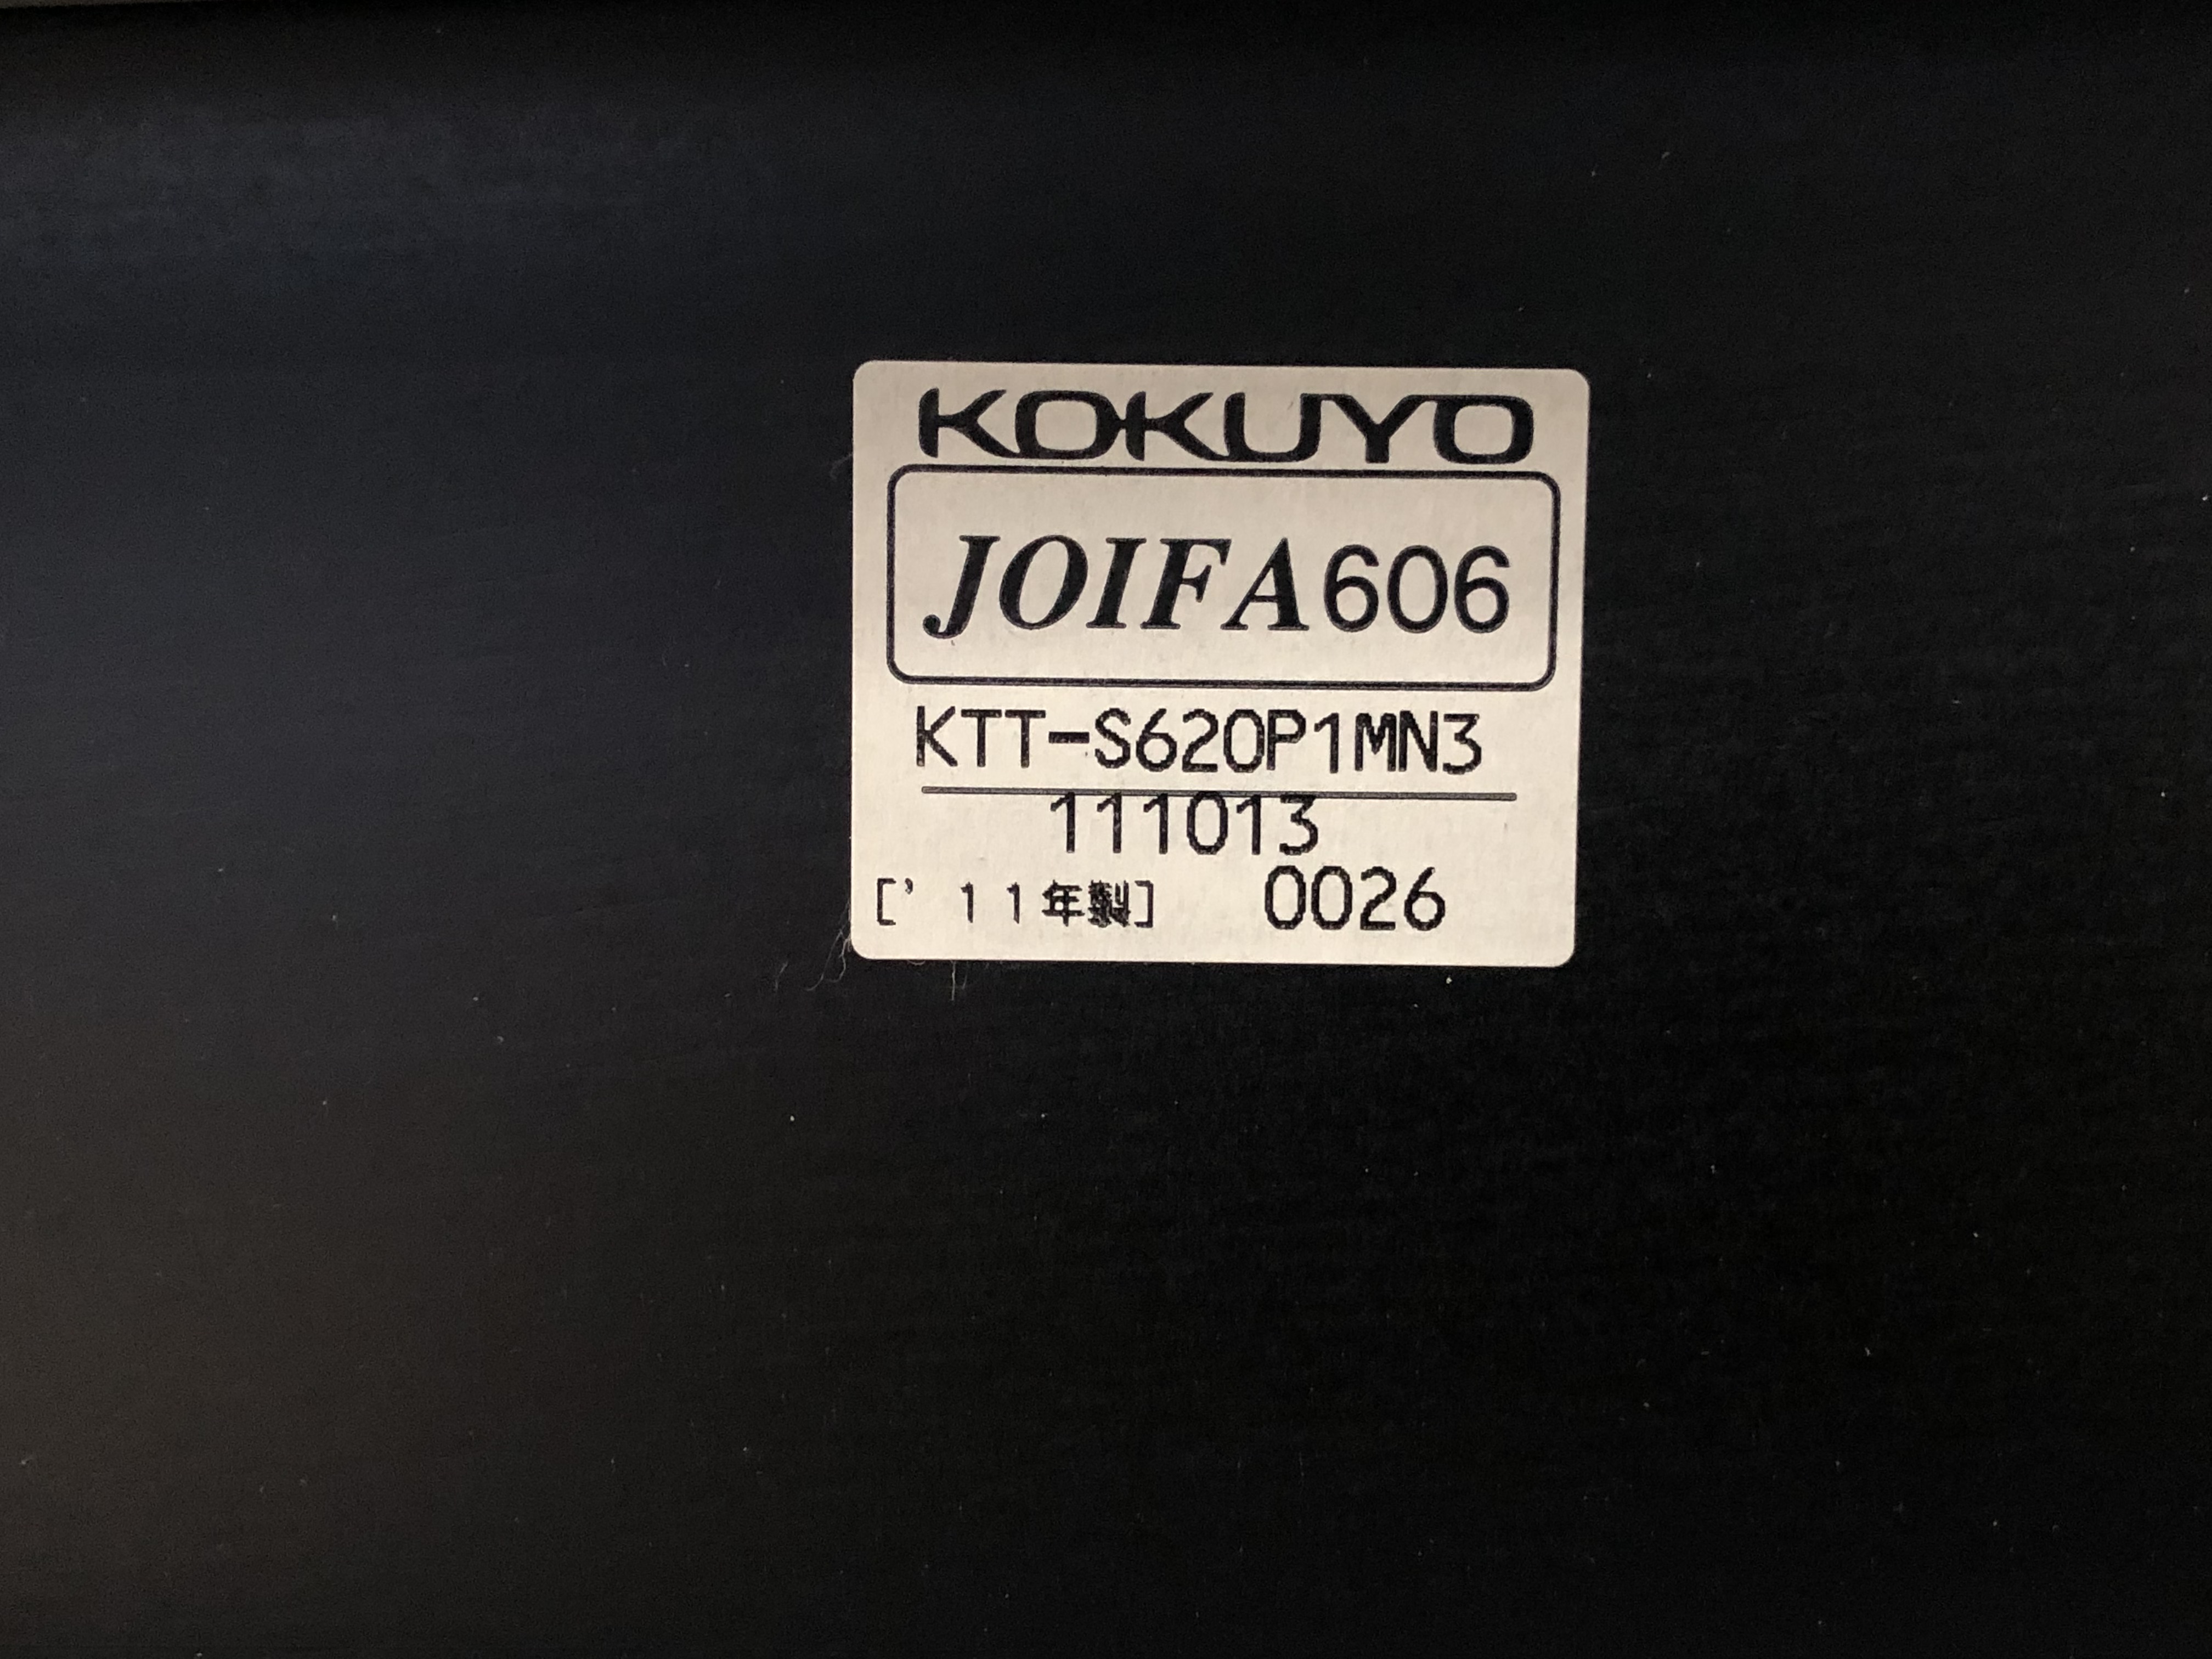 KOKUYO
JOIFA606
KTT-S620P1MN3
111013
[’１１年製] 0026